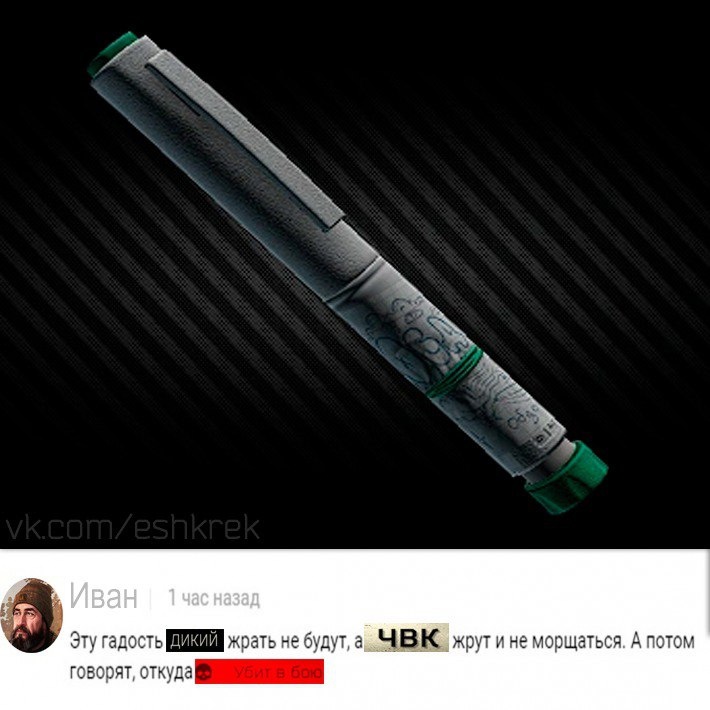 vk.com/eshkrek
Иван | 1 час назад
Эту гадость ДИКИЙ жрать не будут, а ЧВК жрут и не морщаться. А потом
говорят, откуда Убит в бою